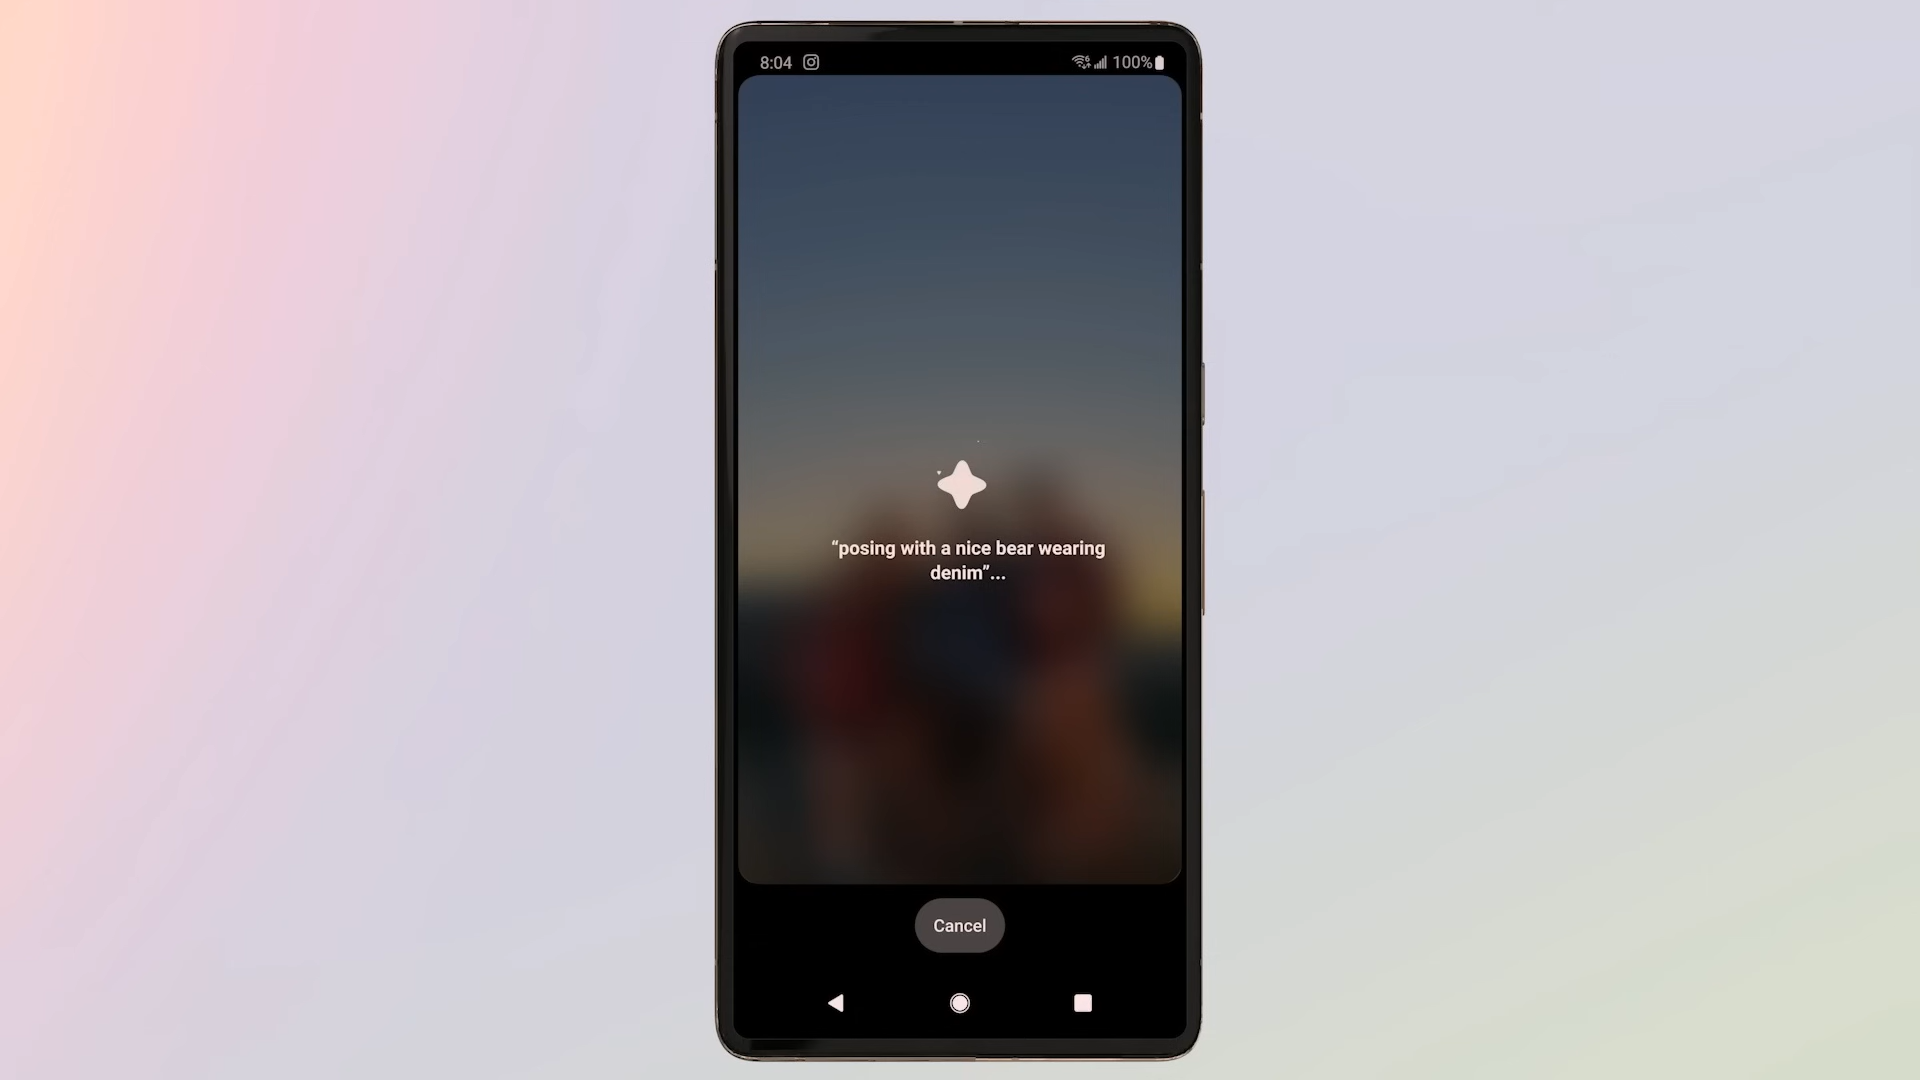 8:04 100%
“posing with a nice bear wearing
denim”...
Cancel